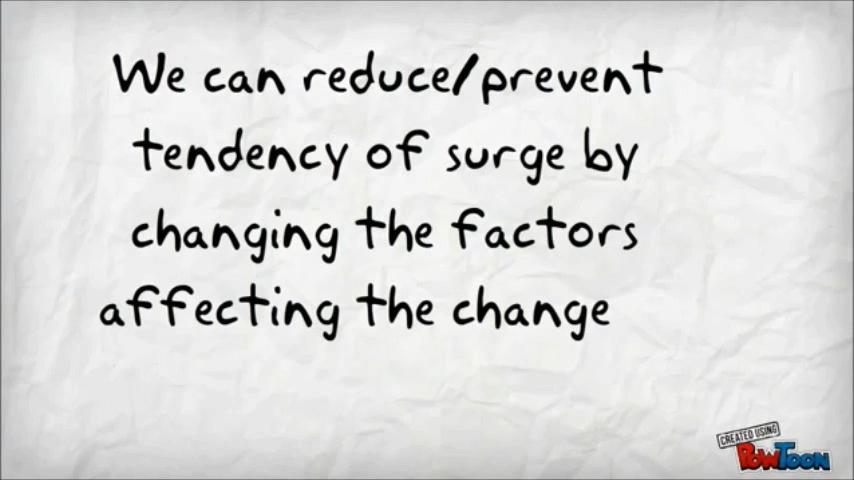 We can reduce/prevent
tendency of surge by
changing the factors
affecting the change
CREATED USING
POWTOON